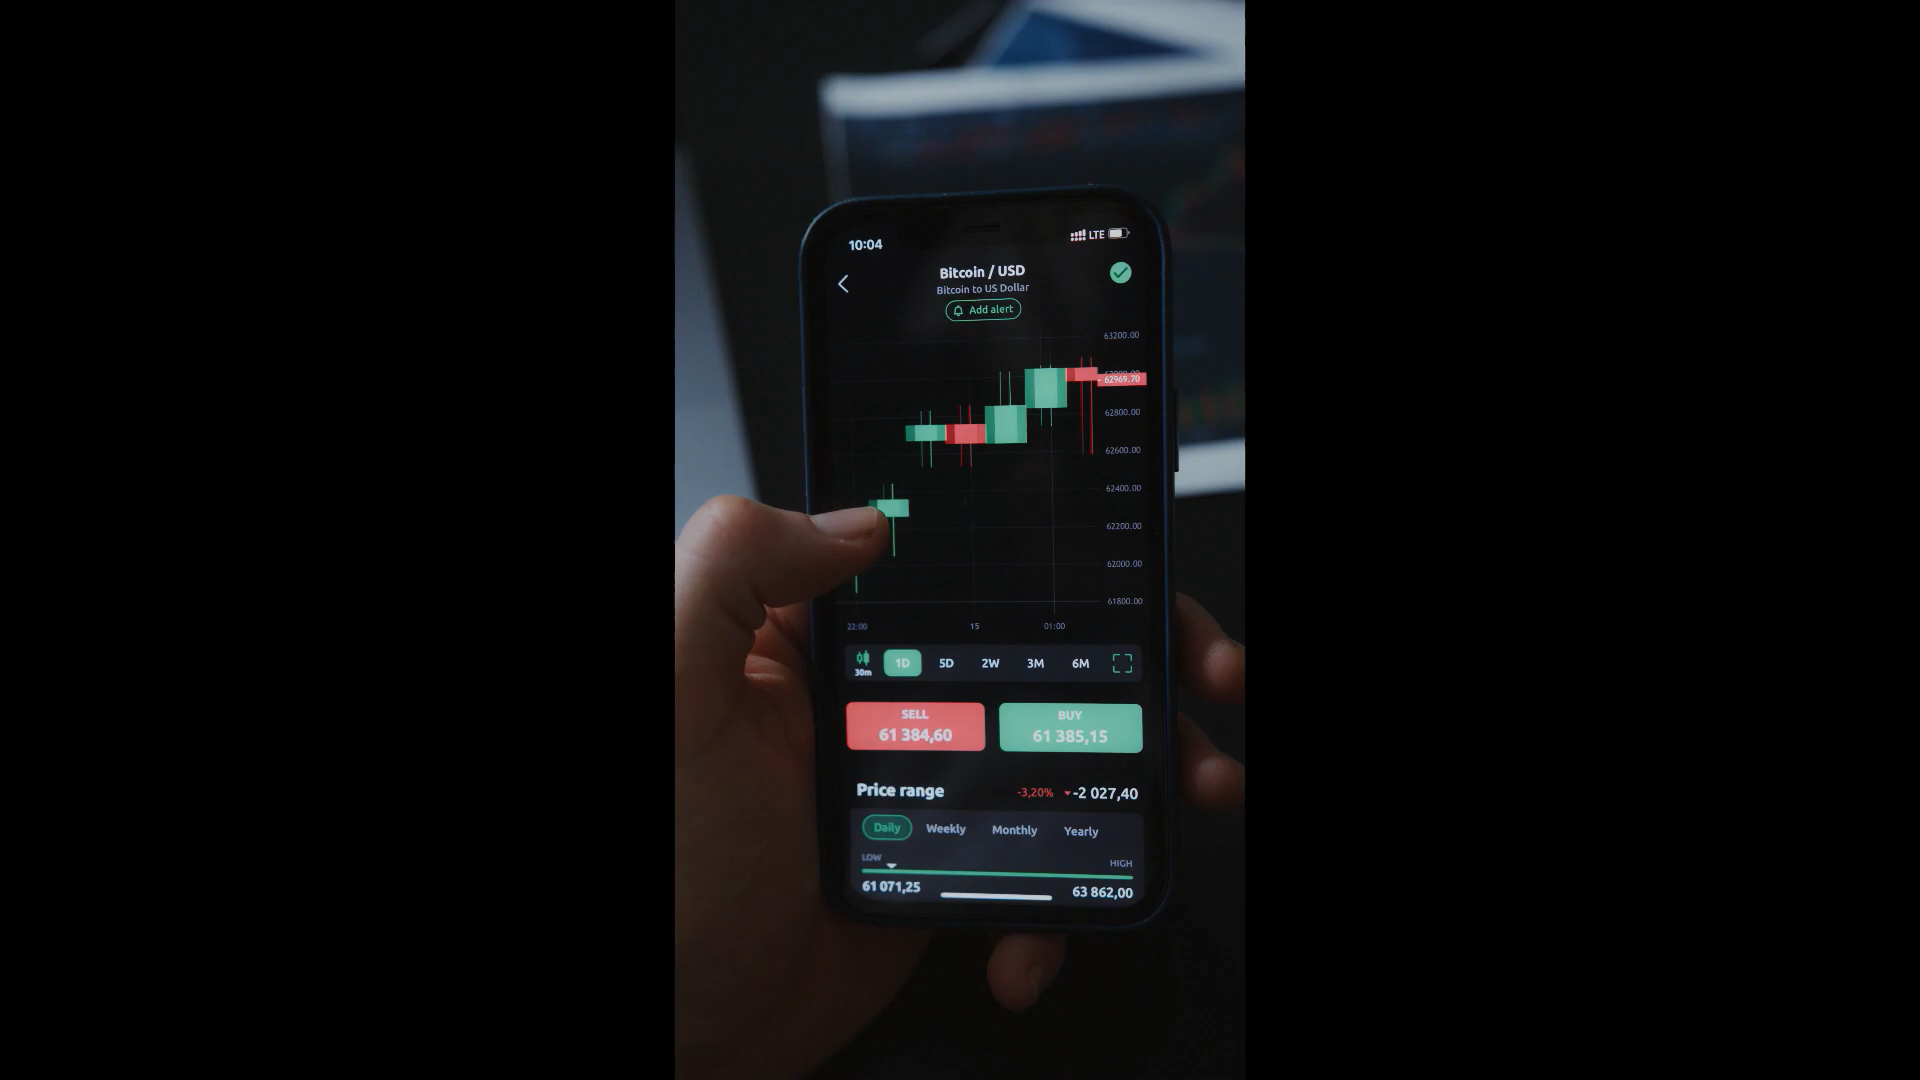 10:04
LTE
Bitcoin / USD
Bitcoin to US Dollar
Add alert
63200.00
62969.70
62800.00
62600.00
62400.00
62200.00
62000.00
61800.00
22:00 15 01:00
30m 1D 5D 2W 3M 6M
SELL BUY
61 384,60 61 385,15
Price range -3,20% -2 027,40
Daily Weekly Monthly Yearly
LOW HIGH
61 071,25 63 862,00